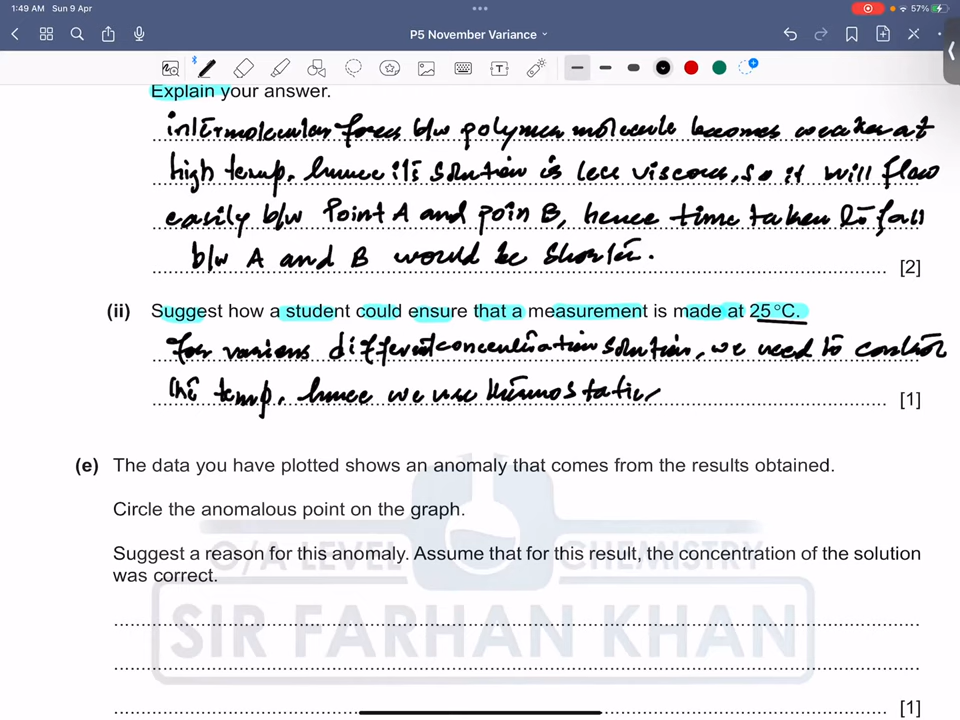 1:49 AM Sun 9 Apr
57%
P5 November Variance
Explain your answer.
intermolecular forces b/w polymer molecule becomes weaker at
high temp. hence its solution is less viscous, so it will flow
easily b/w Point A and poin B, hence time taken to fall
b/w A and B would be shorter.
[2]
(ii) Suggest how a student could ensure that a measurement is made at 25 °C.
for various different concentration solution, we need to control
the temp. hence we use thermostatic
[1]
(e) The data you have plotted shows an anomaly that comes from the results obtained.
Circle the anomalous point on the graph.
Suggest a reason for this anomaly. Assume that for this result, the concentration of the solution
was correct.
O/A LEVEL CHEMISTRY
SIR FARHAN KHAN
[1]